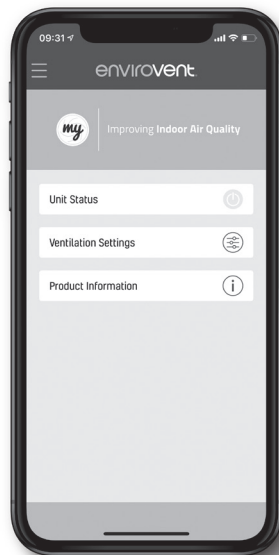 09:31
envirovent
my Improving Indoor Air Quality
Unit Status
Ventilation Settings
Product Information
i